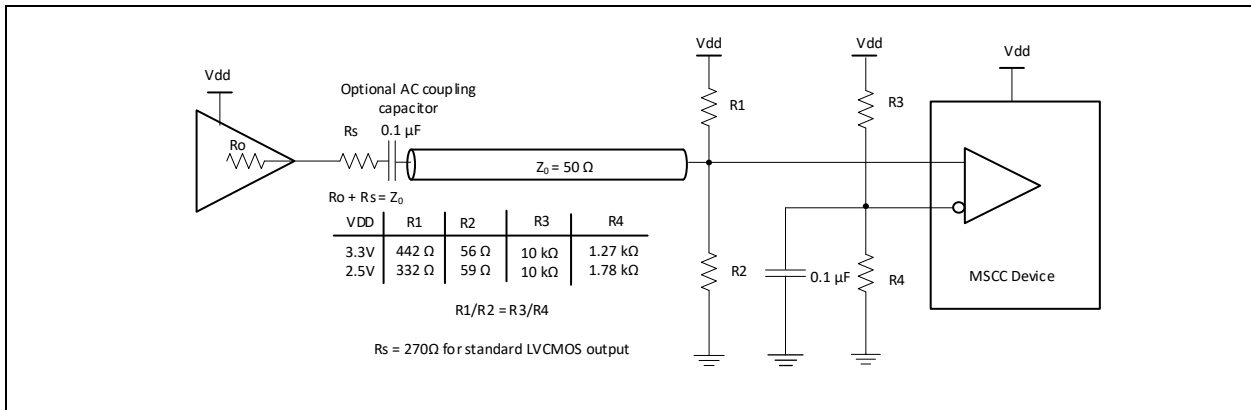 Vdd
Optional AC coupling
capacitor
Ro
Rs
0.1 µF
Z₀ = 50 Ω
Ro + Rs = Z₀
VDD R1 R2 R3 R4
3.3V 442 Ω 56 Ω 10 kΩ 1.27 kΩ
2.5V 332 Ω 59 Ω 10 kΩ 1.78 kΩ
R1/R2 = R3/R4
Rs = 270Ω for standard LVCMOS output
Vdd
R1
R2
Vdd
R3
0.1 µF
R4
Vdd
MSCC Device